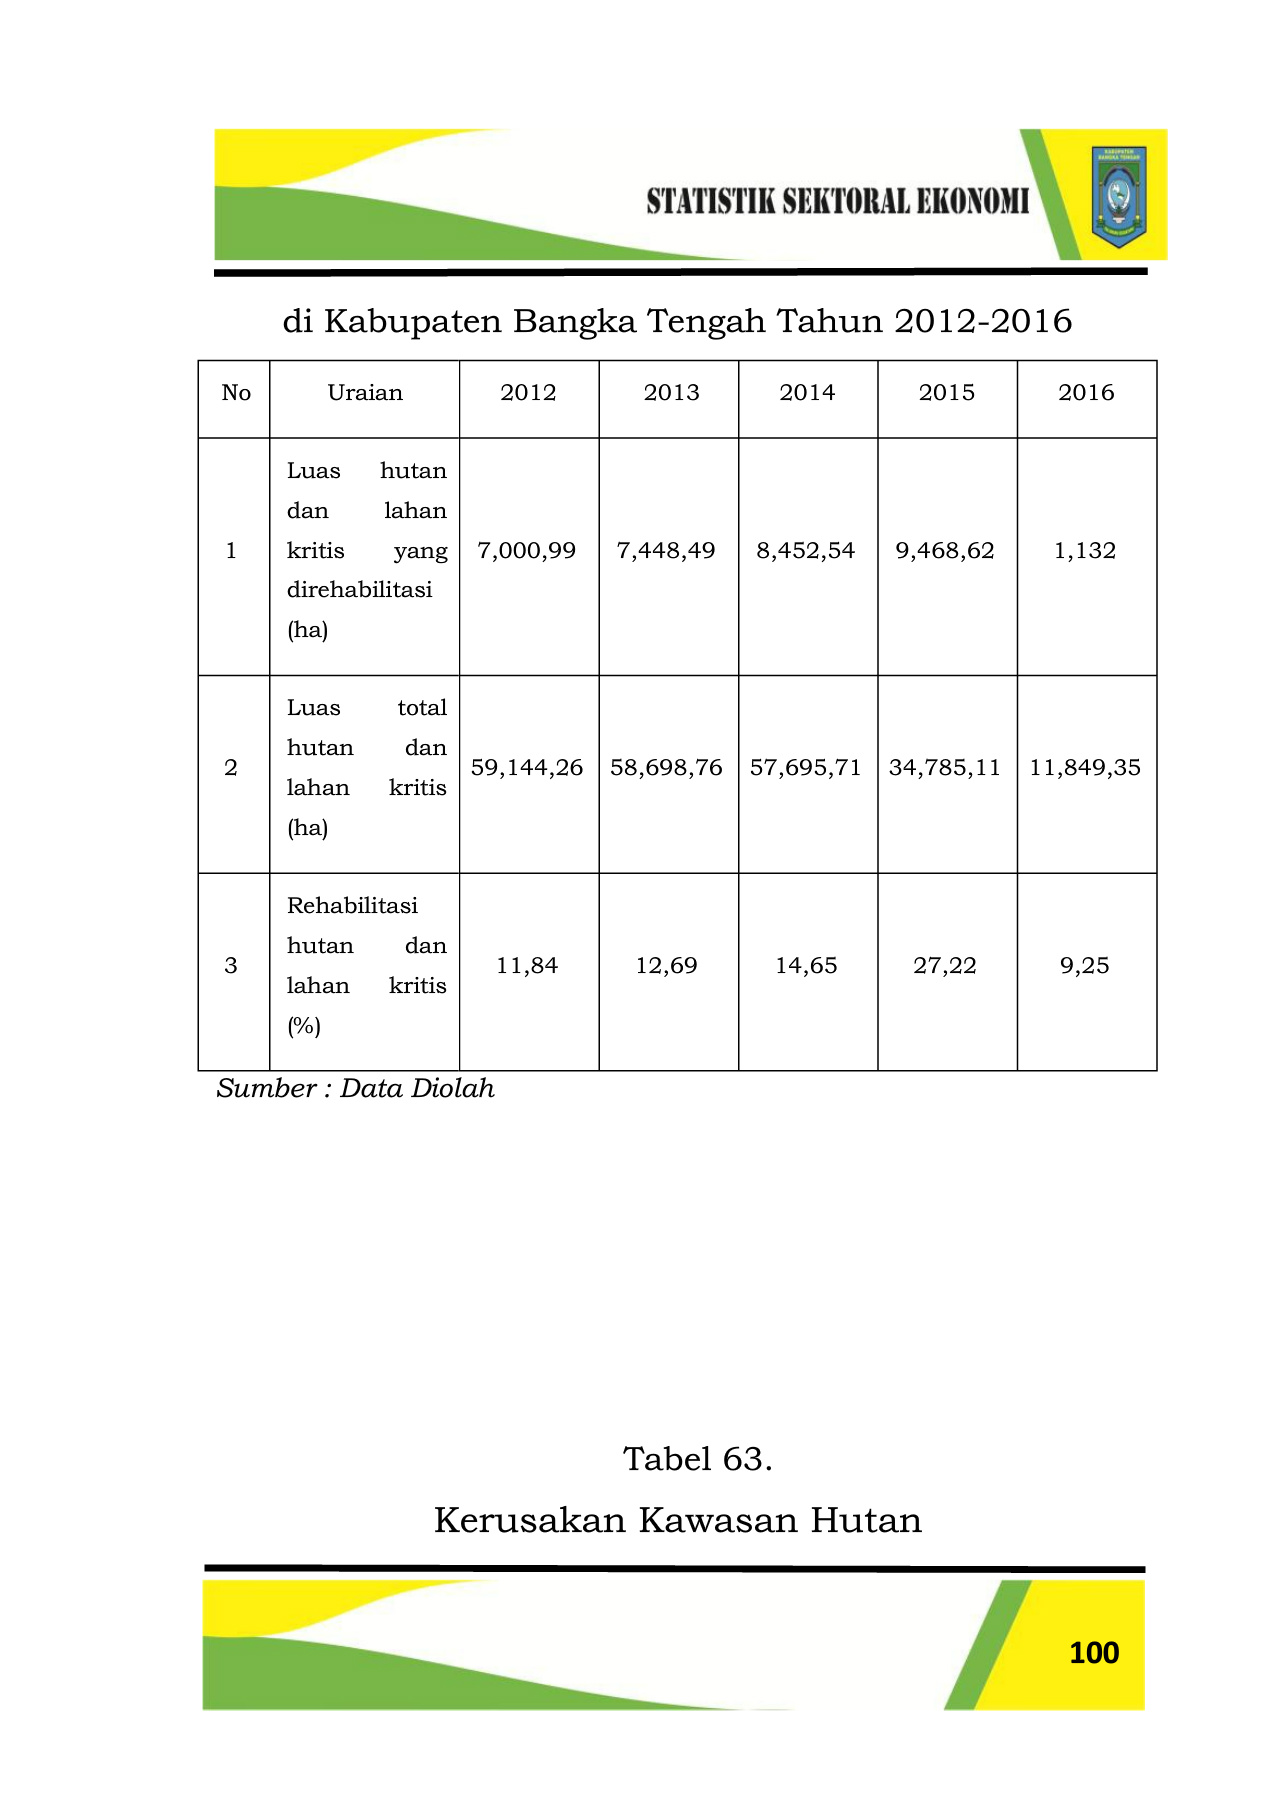 KABUPATEN
BANGKA TENGAH
STATISTIK SEKTORAL EKONOMI
di Kabupaten Bangka Tengah Tahun 2012-2016
No Uraian 2012 2013 2014 2015 2016
Luas hutan
dan lahan
1 kritis yang 7,000,99 7,448,49 8,452,54 9,468,62 1,132
direhabilitasi
(ha)
Luas total
hutan dan
2 59,144,26 58,698,76 57,695,71 34,785,11 11,849,35
lahan kritis
(ha)
Rehabilitasi
hutan dan
3 11,84 12,69 14,65 27,22 9,25
lahan kritis
(%)
Sumber : Data Diolah
Tabel 63.
Kerusakan Kawasan Hutan
100